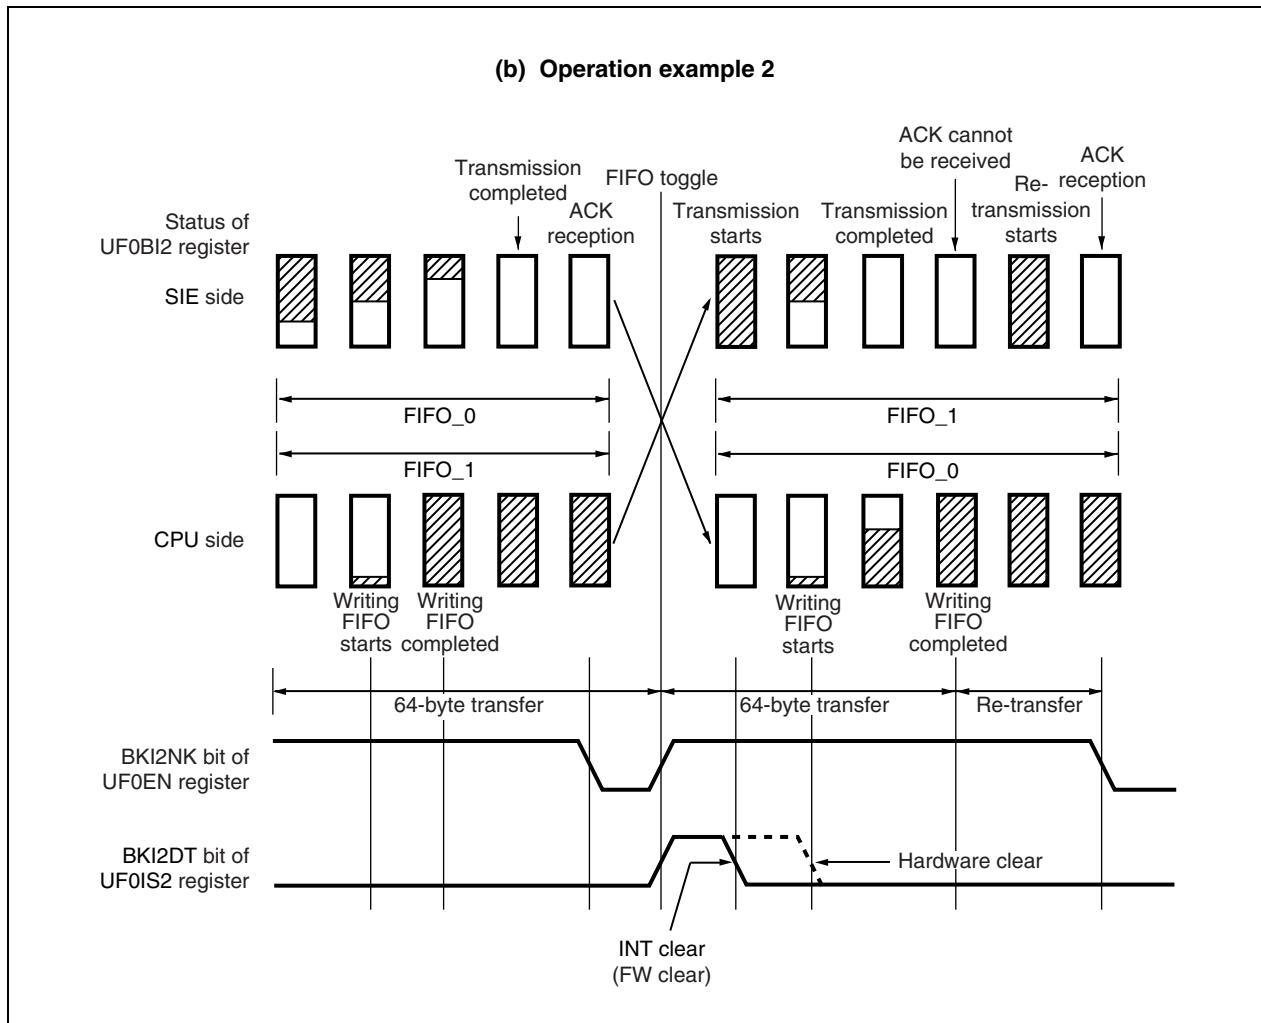 (b) Operation example 2
ACK cannot
be received
ACK
reception
Transmission
completed
FIFO toggle
Re-
transmission
starts
ACK
reception
Transmission
starts
Transmission
completed
Status of
UF0BI2
register
SIE side
FIFO_0
FIFO_1
FIFO_1
FIFO_0
CPU side
Writing
FIFO
starts
Writing
FIFO
completed
Writing
FIFO
starts
Writing
FIFO
completed
64-byte transfer
64-byte transfer
Re-transfer
BKI2NK bit of
UF0EN
register
BKI2DT bit of
UF0IS2
register
Hardware clear
INT clear
(FW clear)